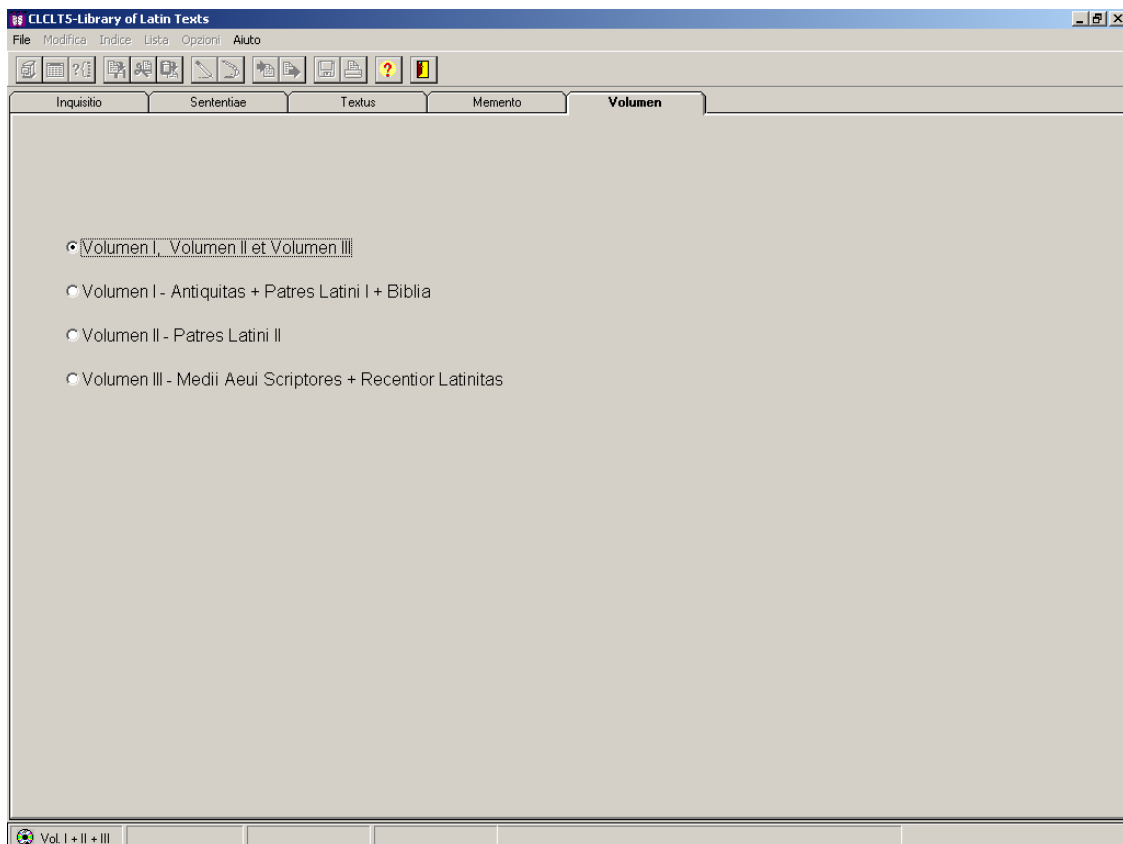 CLCLT5-Library of Latin Texts
File Modifica Indice Lista Opzioni Aiuto
Inquisitio Sententiae Textus Memento Volumen
Volumen I, Volumen II et Volumen III
Volumen I - Antiquitas + Patres Latini I + Biblia
Volumen II - Patres Latini II
Volumen III - Medii Aeui Scriptores + Recentior Latinitas
Vol. I + II + III